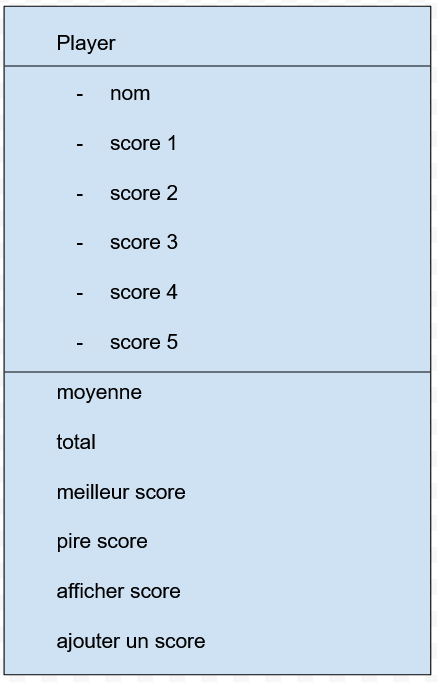 Player
- nom
- score 1
- score 2
- score 3
- score 4
- score 5
moyenne
total
meilleur score
pire score
afficher score
ajouter un score